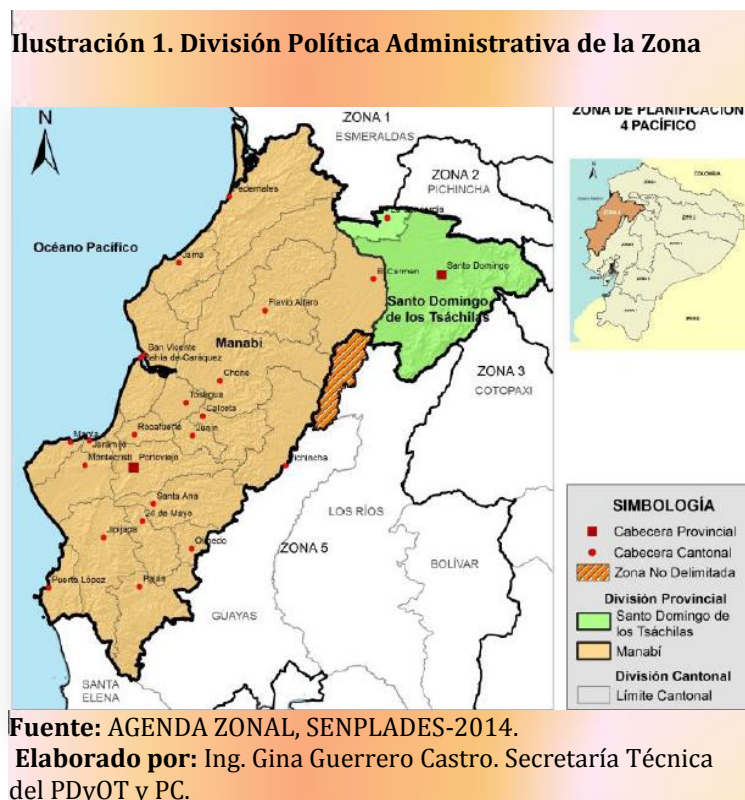 Ilustración 1. División Política Administrativa de la Zona
N
ZONA 1
ESMERALDAS
ZONA 2
PICHINCHA
Océano Pacífico
Pedernales
Jama
El Carmen
Santo Domingo
Santo Domingo
de los Tsáchilas
Flavio Alfaro
Manabí
San Vicente
Bahía de Caráquez
Chone
Tosagua
Calceta
Rocafuerte
Junín
Manta
Jaramijó
Montecristi
Portoviejo
Pichincha
ZONA 3
COTOPAXI
Santa Ana
24 de Mayo
Jipijapa
Olmedo
Puerto López
Paján
LOS RÍOS
ZONA 5
BOLÍVAR
GUAYAS
SANTA
ELENA
ZONA DE PLANIFICACIÓN
4 PACÍFICO
COLOMBIA
SIMBOLOGÍA
Cabecera Provincial
Cabecera Cantonal
Zona No Delimitada
División Provincial
Santo Domingo de
los Tsáchilas
Manabí
División Cantonal
Límite Cantonal
Fuente: AGENDA ZONAL, SENPLADES-2014.
Elaborado por: Ing. Gina Guerrero Castro. Secretaría Técnica
del PDyOT y PC.